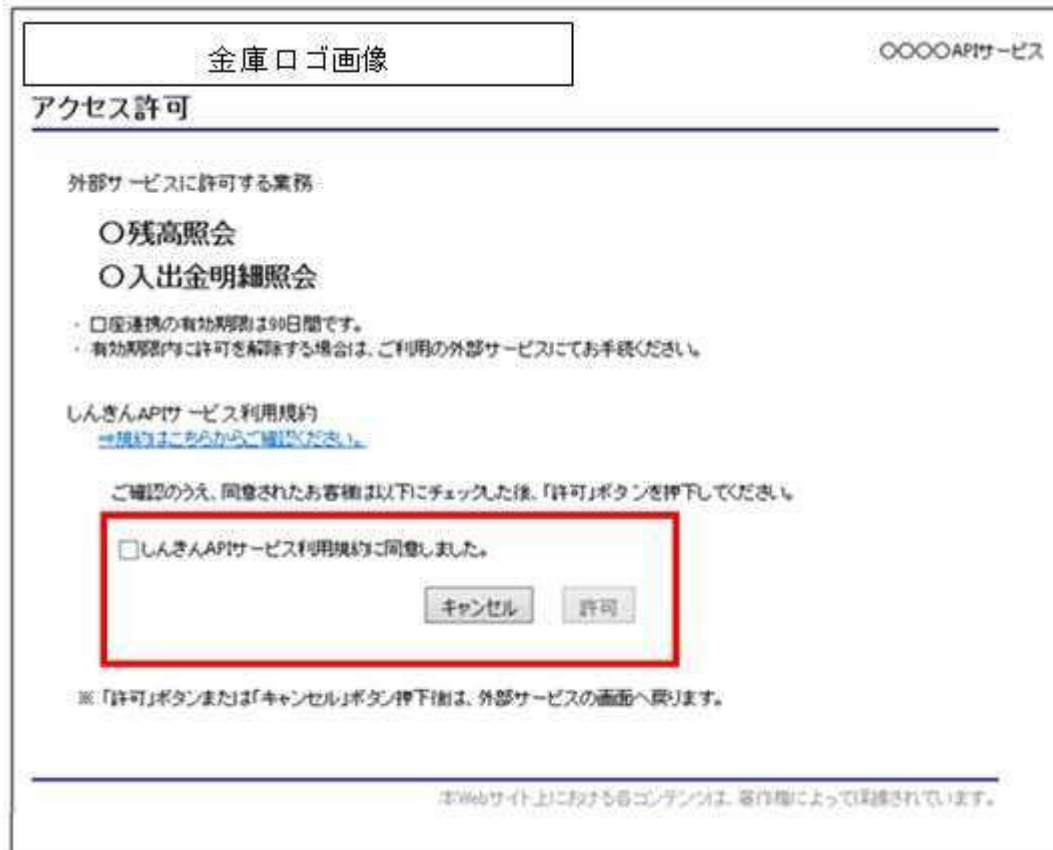 金庫ロゴ画像
〇〇〇〇APIサービス
アクセス許可
外部サービスに許可する業務
〇残高照会
〇入出金明細照会
・ 口座連携の有効期限は90日間です。
・ 有効期限内に許可を解除する場合は、ご利用の外部サービスにてお手続ください。
しんきんAPIサービス利用規約
⇒規約はこちらからご確認ください。
ご確認のうえ、同意されたお客様は以下にチェックした後、「許可」ボタンを押下してください。
しんきんAPIサービス利用規約に同意しました。
キャンセル 許可
※「許可」ボタンまたは「キャンセル」ボタン押下後は、外部サービスの画面へ戻ります。
本Webサイト上における各コンテンツは、著作権によって保護されています。